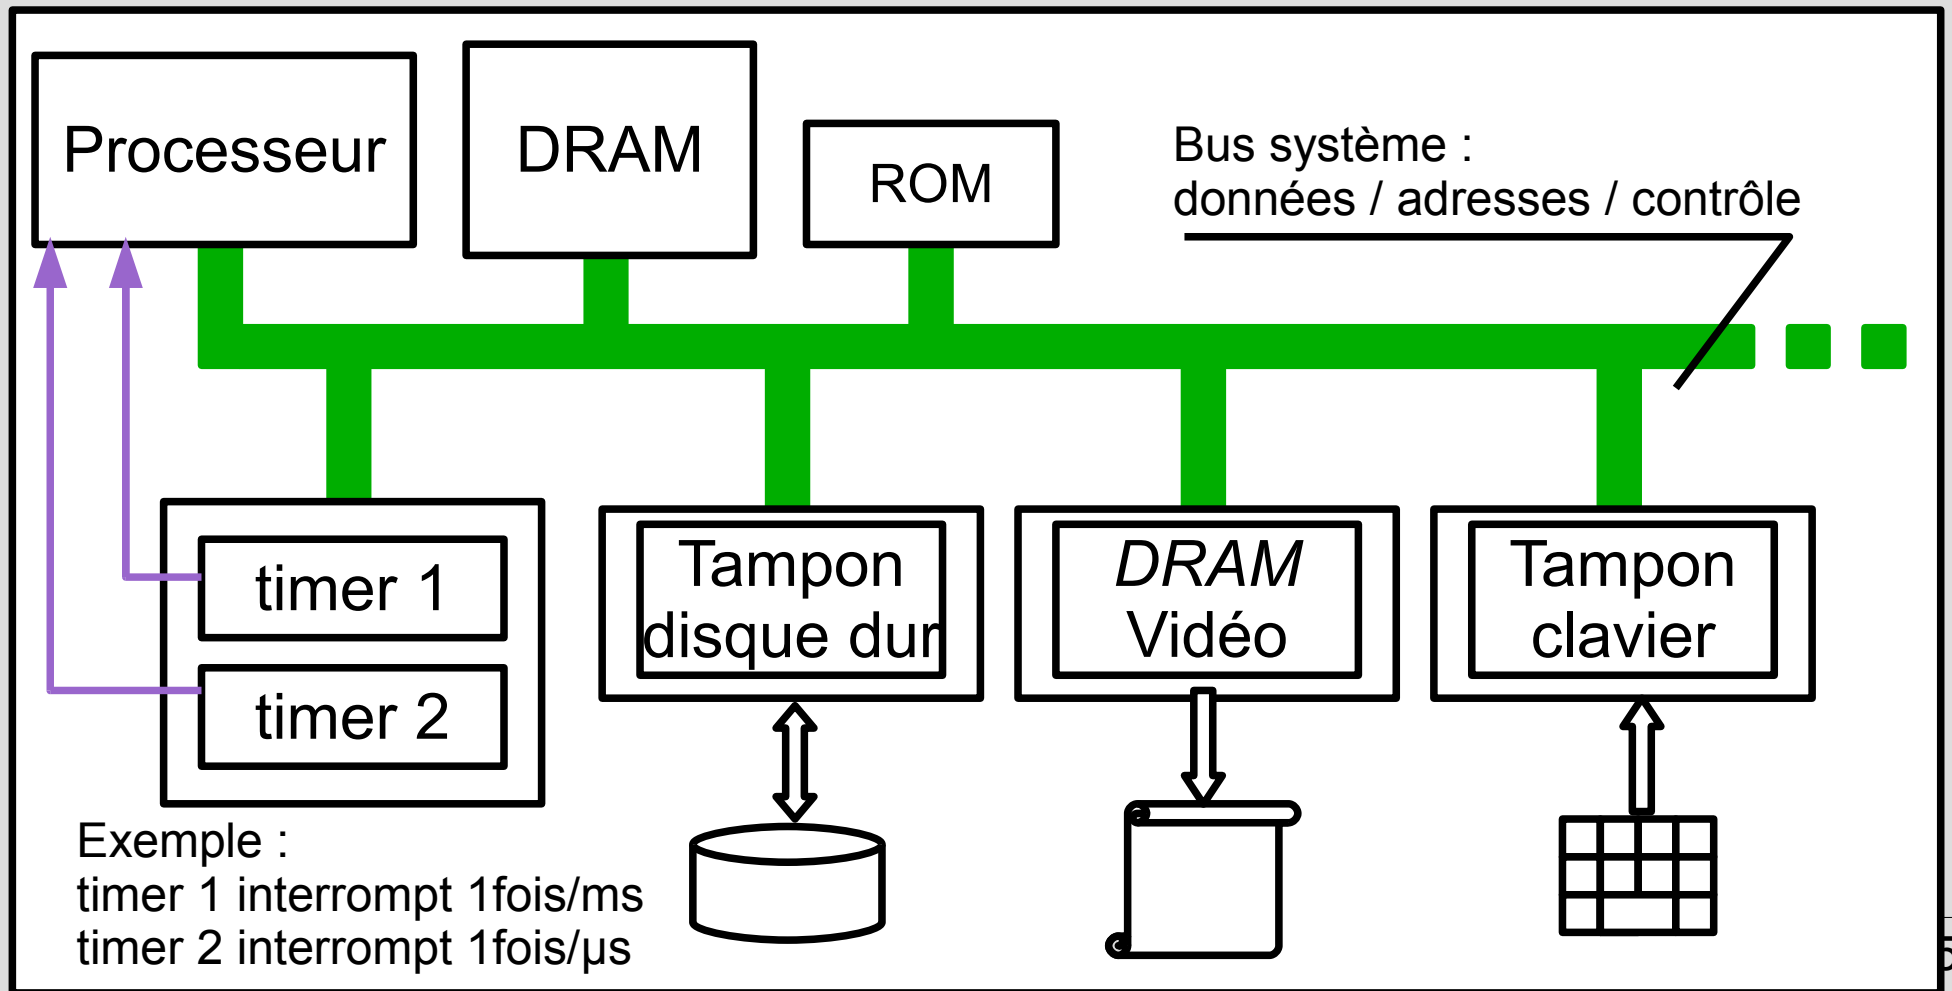 Processeur
DRAM
ROM
Bus système :
données / adresses / contrôle
timer 1
timer 2
Tampon
disque dur
DRAM
Vidéo
Tampon
clavier
Exemple :
timer 1 interrompt 1fois/ms
timer 2 interrompt 1fois/µs